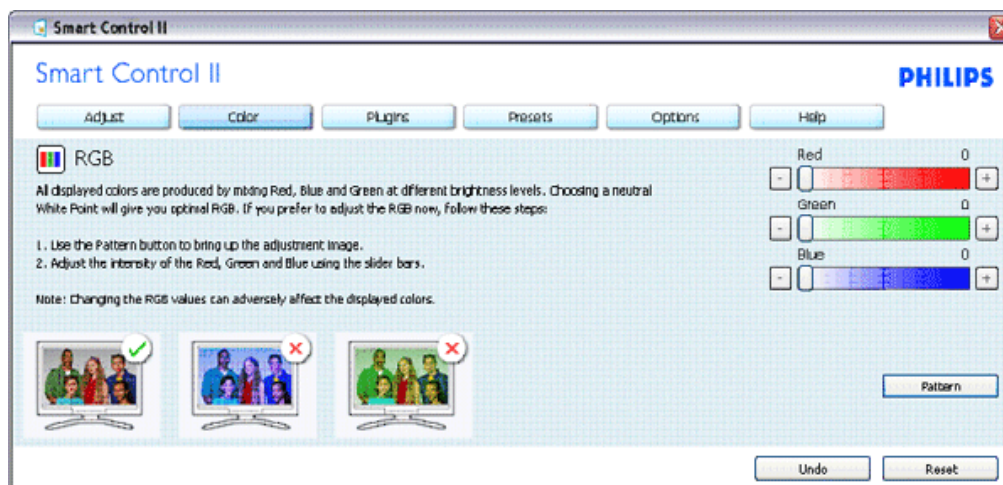 Smart Control II
Smart Control II
PHILIPS
Adjust Color Plugins Presets Options Help
RGB
All displayed colors are produced by mixing Red, Blue and Green at different brightness levels. Choosing a neutral
White Point will give you optimal RGB. If you prefer to adjust the RGB now, follow these steps:
1. Use the Pattern button to bring up the adjustment image.
2. Adjust the intensity of the Red, Green and Blue using the slider bars.
Note: Changing the RGB values can adversely affect the displayed colors.
Red 0
- +
Green 0
- +
Blue 0
- +
Pattern
Undo Reset